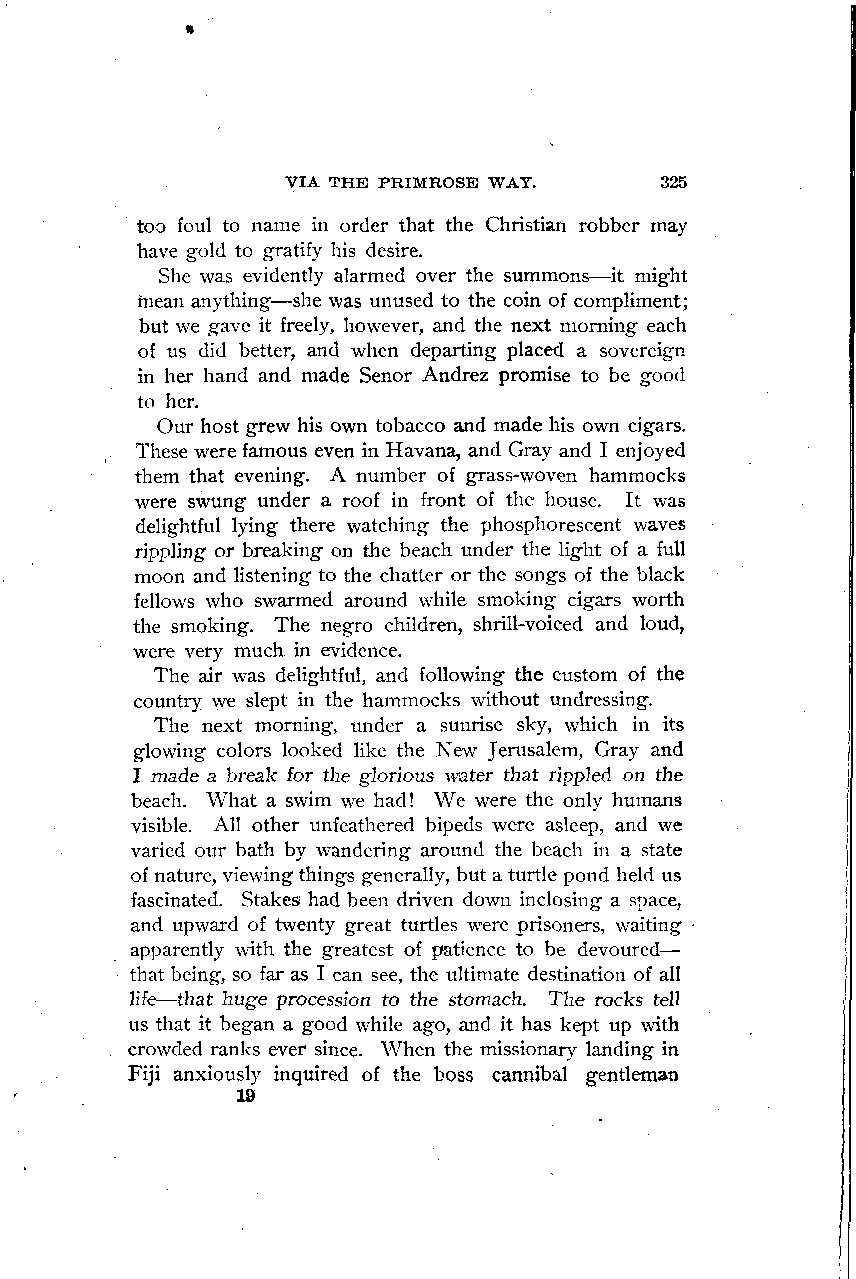 VIA THE PRIMROSE WAY. 325
too foul to name in order that the Christian robber may
have gold to gratify his desire.
She was evidently alarmed over the summons—it might
mean anything—she was unused to the coin of compliment;
but we gave it freely, however, and the next morning each
of us did better, and when departing placed a sovereign
in her hand and made Senor Andrez promise to be good
to her.
Our host grew his own tobacco and made his own cigars.
These were famous even in Havana, and Gray and I enjoyed
them that evening. A number of grass-woven hammocks
were swung under a roof in front of the house. It was
delightful lying there watching the phosphorescent waves
rippling or breaking on the beach under the light of a full
moon and listening to the chatter or the songs of the black
fellows who swarmed around while smoking cigars worth
the smoking. The negro children, shrill-voiced and loud,
were very much in evidence.
The air was delightful, and following the custom of the
country we slept in the hammocks without undressing.
The next morning, under a sunrise sky, which in its
glowing colors looked like the New Jerusalem, Gray and
I made a break for the glorious water that rippled on the
beach. What a swim we had! We were the only humans
visible. All other unfeathered bipeds were asleep, and we
varied our bath by wandering around the beach in a state
of nature, viewing things generally, but a turtle pond held us
fascinated. Stakes had been driven down inclosing a space,
and upward of twenty great turtles were prisoners, waiting
apparently with the greatest of patience to be devoured—
that being, so far as I can see, the ultimate destination of all
life—that huge procession to the stomach. The rocks tell
us that it began a good while ago, and it has kept up with
crowded ranks ever since. When the missionary landing in
Fiji anxiously inquired of the boss cannibal gentleman
19